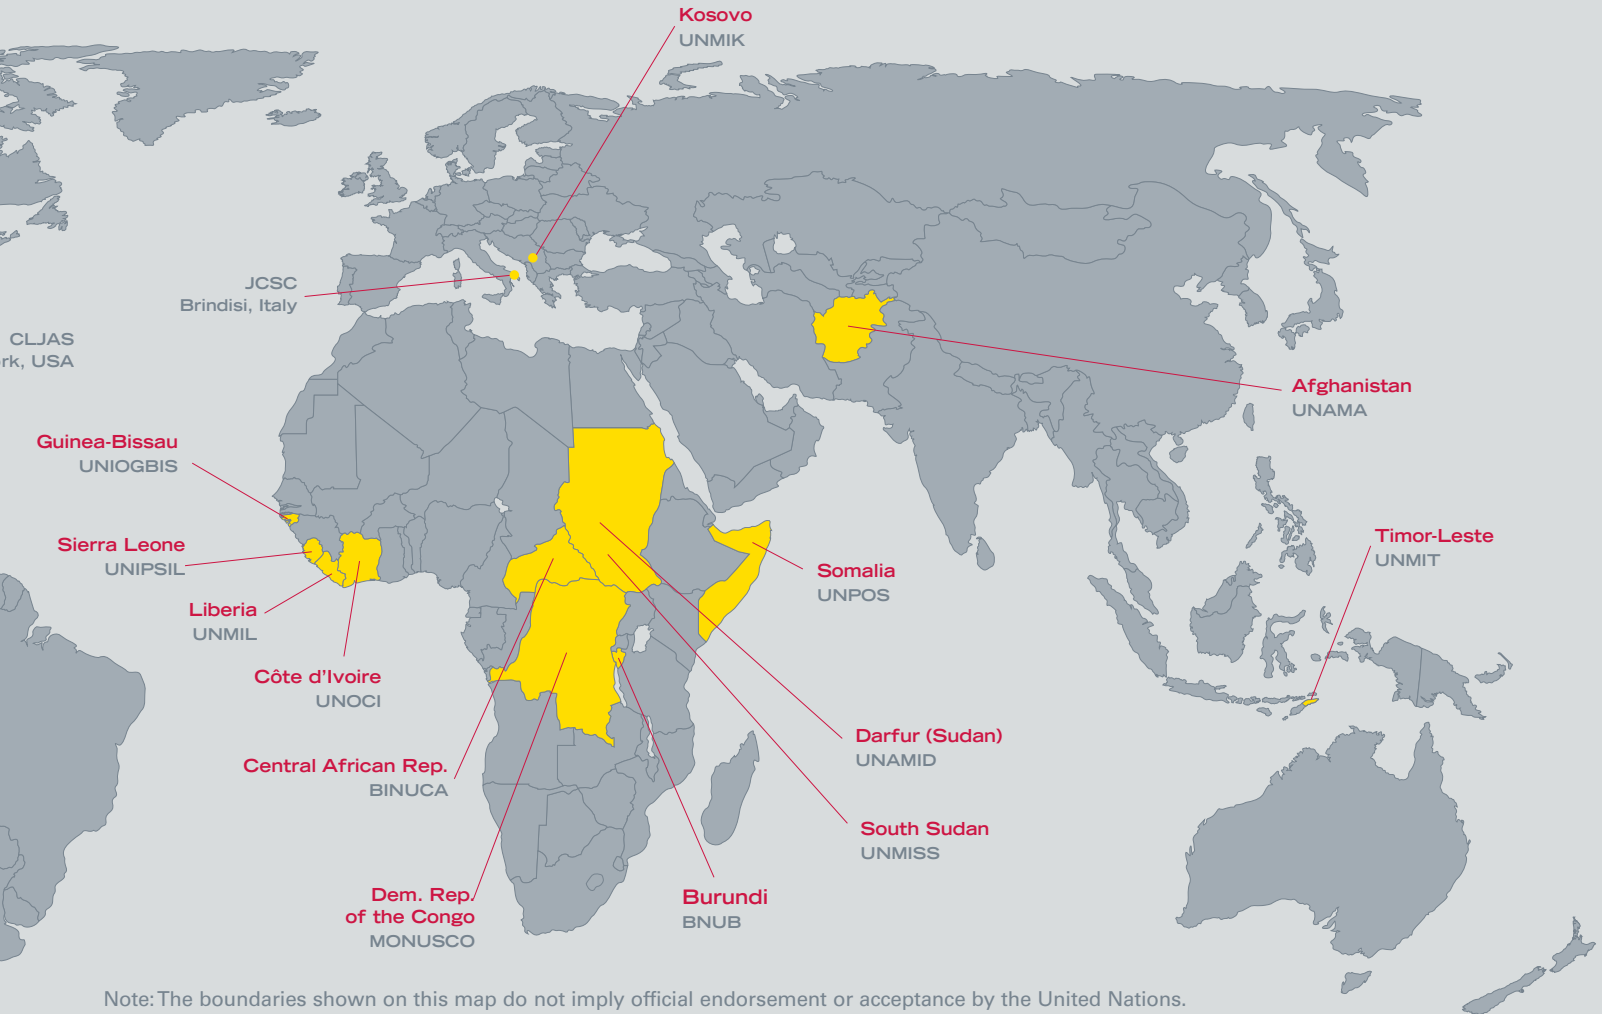 Kosovo
UNMIK
JCSC
Brindisi, Italy
CLJAS
rk, USA
Afghanistan
UNAMA
Guinea-Bissau
UNIOGBIS
Sierra Leone
UNIPSIL
Timor-Leste
UNMIT
Somalia
UNPOS
Liberia
UNMIL
Côte d’Ivoire
UNOCI
Darfur (Sudan)
UNAMID
Central African Rep.
BINUCA
South Sudan
UNMISS
Dem. Rep.
of the Congo
MONUSCO
Burundi
BNUB
Note: The boundaries shown on this map do not imply official endorsement or acceptance by the United Nations.